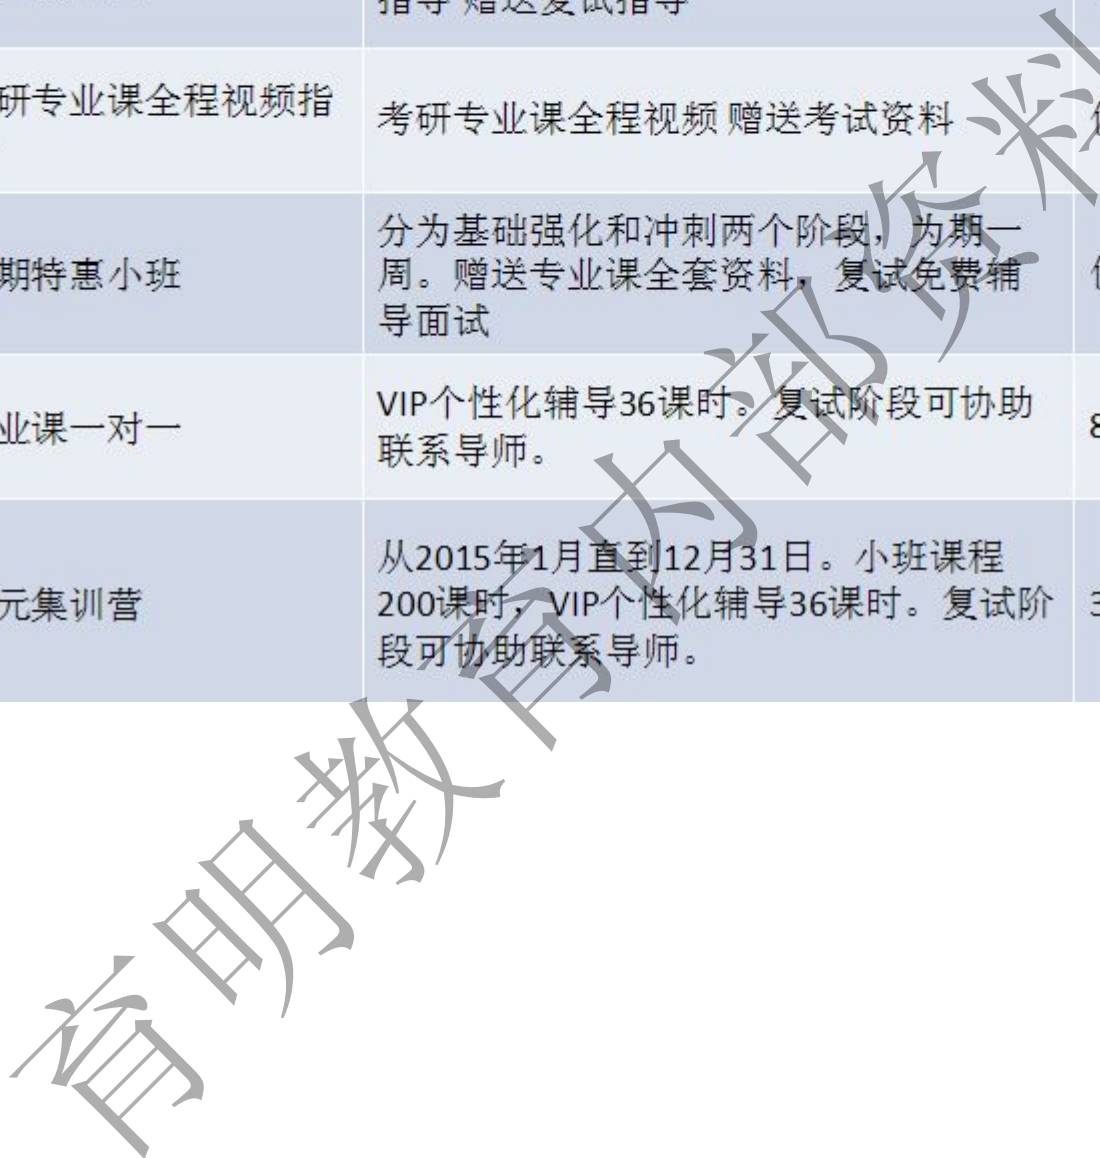 指导 赠送复试指导
研专业课全程视频指
考研专业课全程视频 赠送考试资料
期特惠小班
分为基础强化和冲刺两个阶段，为期一
周。赠送专业课全套资料，复试免费辅
导面试
业课一对一
VIP个性化辅导36课时。复试阶段可协助
联系导师。
8
元集训营
从2015年1月直到12月31日。小班课程
200课时，VIP个性化辅导36课时。复试阶
段可协助联系导师。
3
育明教育内部资料